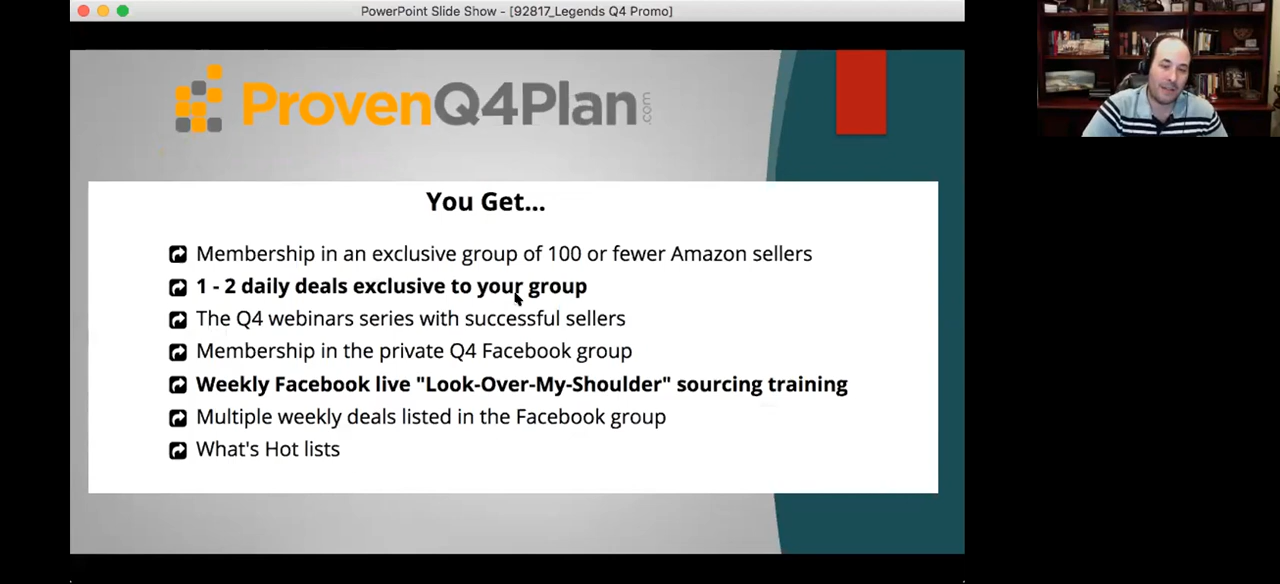 PowerPoint Slide Show - [92817_Legends Q4 Promo]
ProvenQ4Plan.com
You Get...
Membership in an exclusive group of 100 or fewer Amazon sellers
1 - 2 daily deals exclusive to your group
The Q4 webinars series with successful sellers
Membership in the private Q4 Facebook group
Weekly Facebook live "Look-Over-My-Shoulder" sourcing training
Multiple weekly deals listed in the Facebook group
What's Hot lists